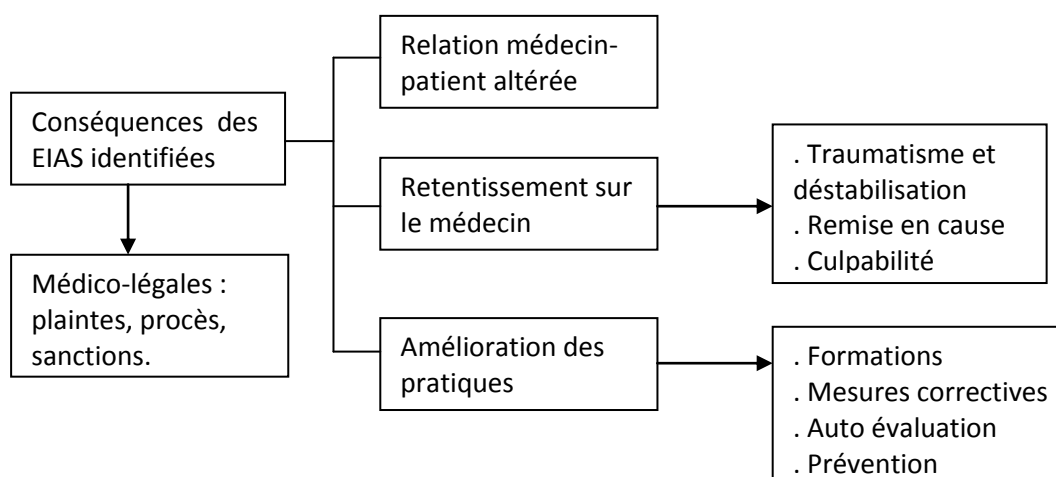 Conséquences des
EIAS identifiées
Médico-légales :
plaintes, procès,
sanctions.
Relation médecin-
patient altérée
Retentissement sur
le médecin
Amélioration des
pratiques
. Traumatisme et
déstabilisation
. Remise en cause
. Culpabilité
. Formations
. Mesures correctives
. Auto évaluation
. Prévention